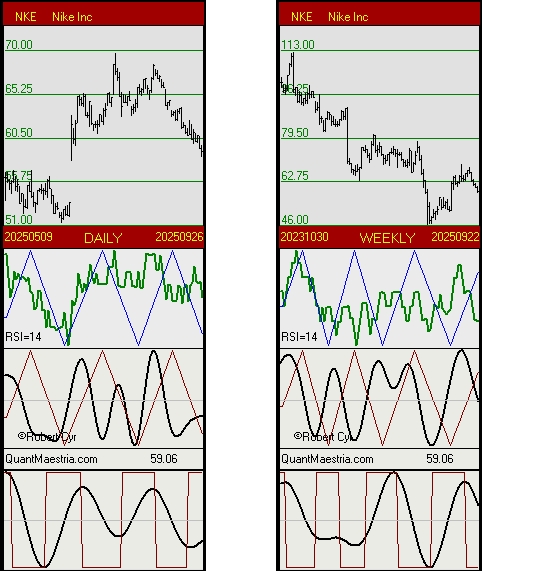 NKE Nike Inc
70.00
65.25
60.50
55.75
51.00
20250509 DAILY 20250926
RSI=14
©Robert Cyr
QuantMaestria.com 59.06
NKE Nike Inc
113.00
96.25
79.50
62.75
46.00
20231030 WEEKLY 20250922
RSI=14
©Robert Cyr
QuantMaestria.com 59.06